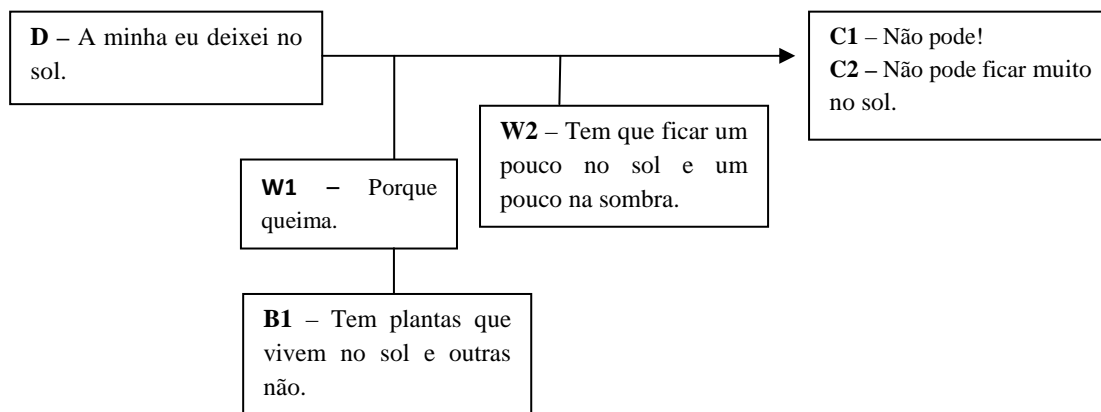 D – A minha eu deixei no
sol.
C1 – Não pode!
C2 – Não pode ficar muito
no sol.
W2 – Tem que ficar um
pouco no sol e um
pouco na sombra.
W1 – Porque
queima.
B1 – Tem plantas que
vivem no sol e outras
não.